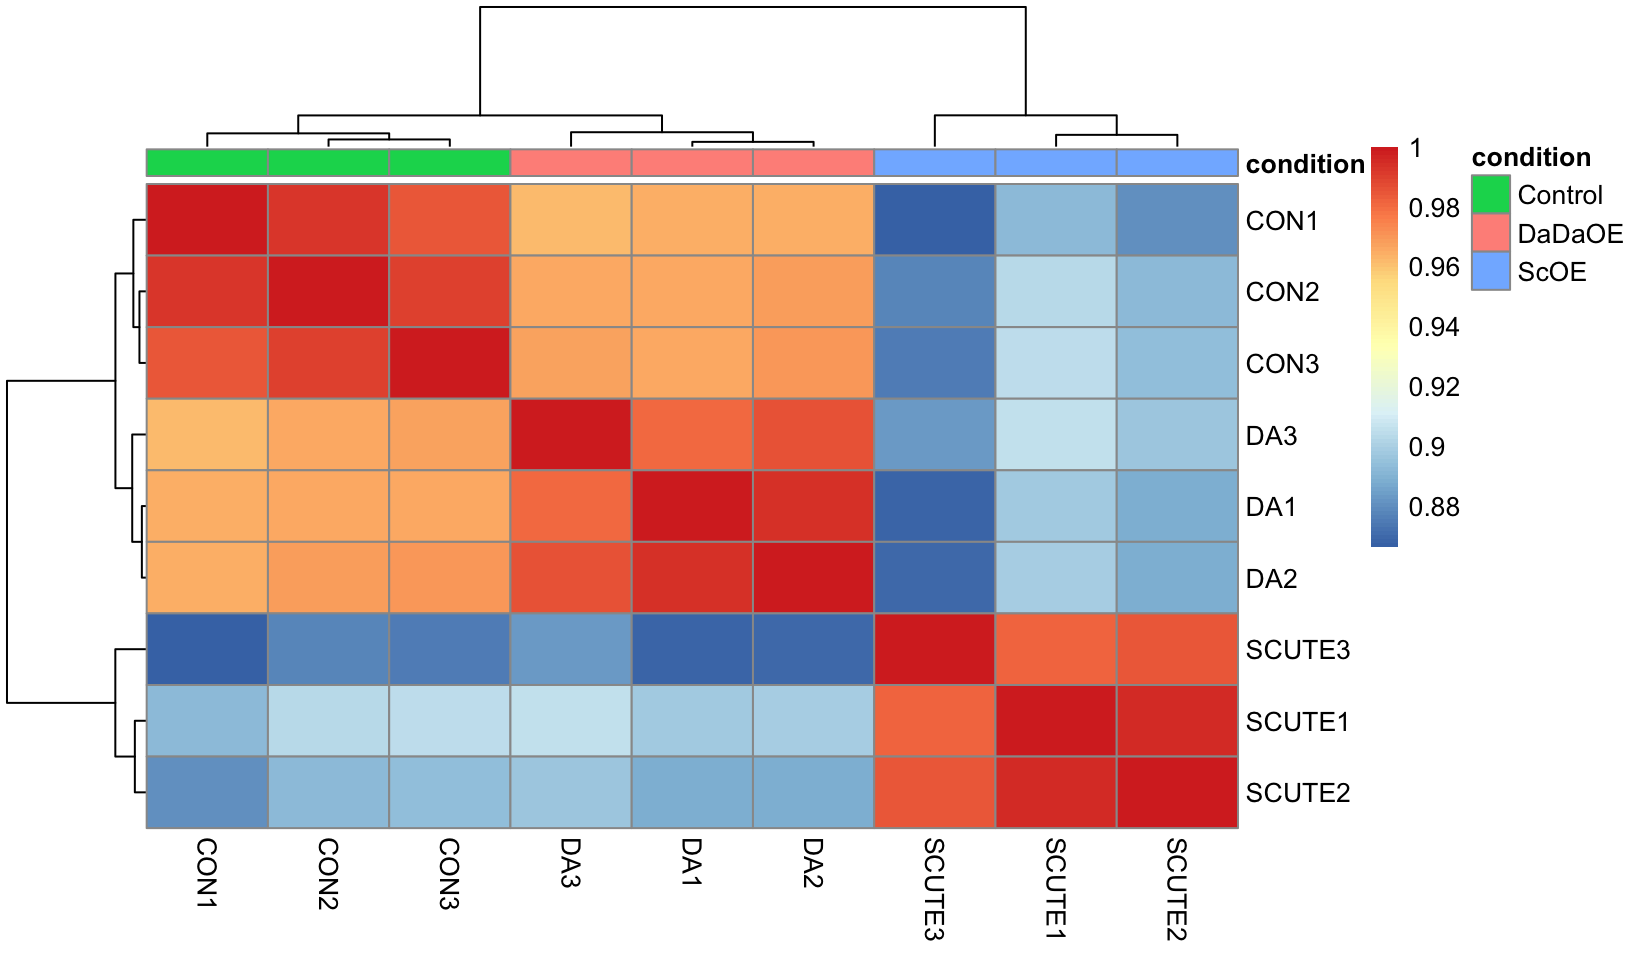 condition
CON1
CON2
CON3
DA3
DA1
DA2
SCUTE3
SCUTE1
SCUTE2
CON1
CON2
CON3
DA3
DA1
DA2
SCUTE3
SCUTE1
SCUTE2
1
0.98
0.96
0.94
0.92
0.9
0.88
condition
Control
DaDaOE
ScOE